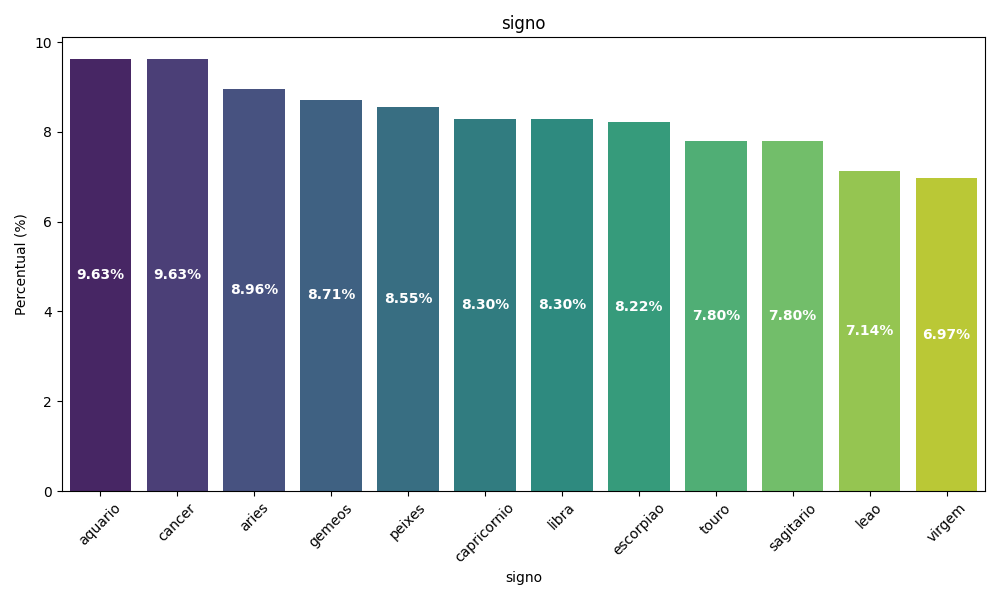 signo
10
8
6
4
2
0
Percentual (%)
9.63%
9.63%
8.96%
8.71%
8.55%
8.30%
8.30%
8.22%
7.80%
7.80%
7.14%
6.97%
aquario
cancer
aries
gemeos
peixes
capricornio
libra
escorpiao
touro
sagitario
leao
virgem
signo